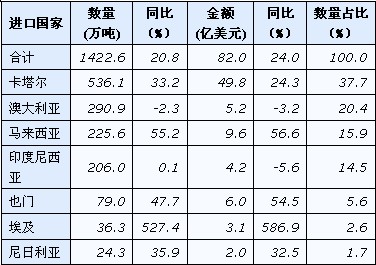 进口国家 数量(万吨) 同比(%) 金额(亿美元) 同比(%) 数量占比(%)
合计 1422.6 20.8 82.0 24.0 100.0
卡塔尔 536.1 33.2 49.8 24.3 37.7
澳大利亚 290.9 -2.3 5.2 -3.2 20.4
马来西亚 225.6 55.2 9.6 56.6 15.9
印度尼西亚 206.0 0.1 4.2 -5.6 14.5
也门 79.0 47.7 6.0 54.5 5.6
埃及 36.3 527.4 3.1 586.9 2.6
尼日利亚 24.3 35.9 2.0 32.5 1.7